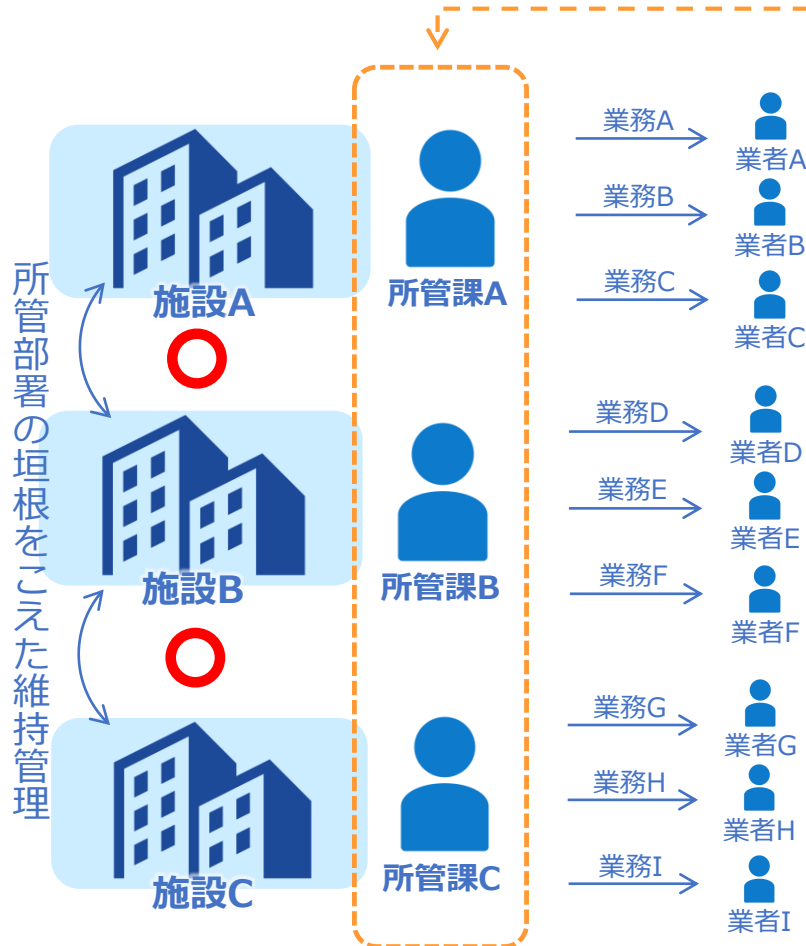 所管部署の垣根をこえた維持管理
施設A
所管課A
業務A
業者A
業務B
業者B
業務C
業者C
施設B
所管課B
業務D
業者D
業務E
業者E
業務F
業者F
施設C
所管課C
業務G
業者G
業務H
業者H
業務I
業者I